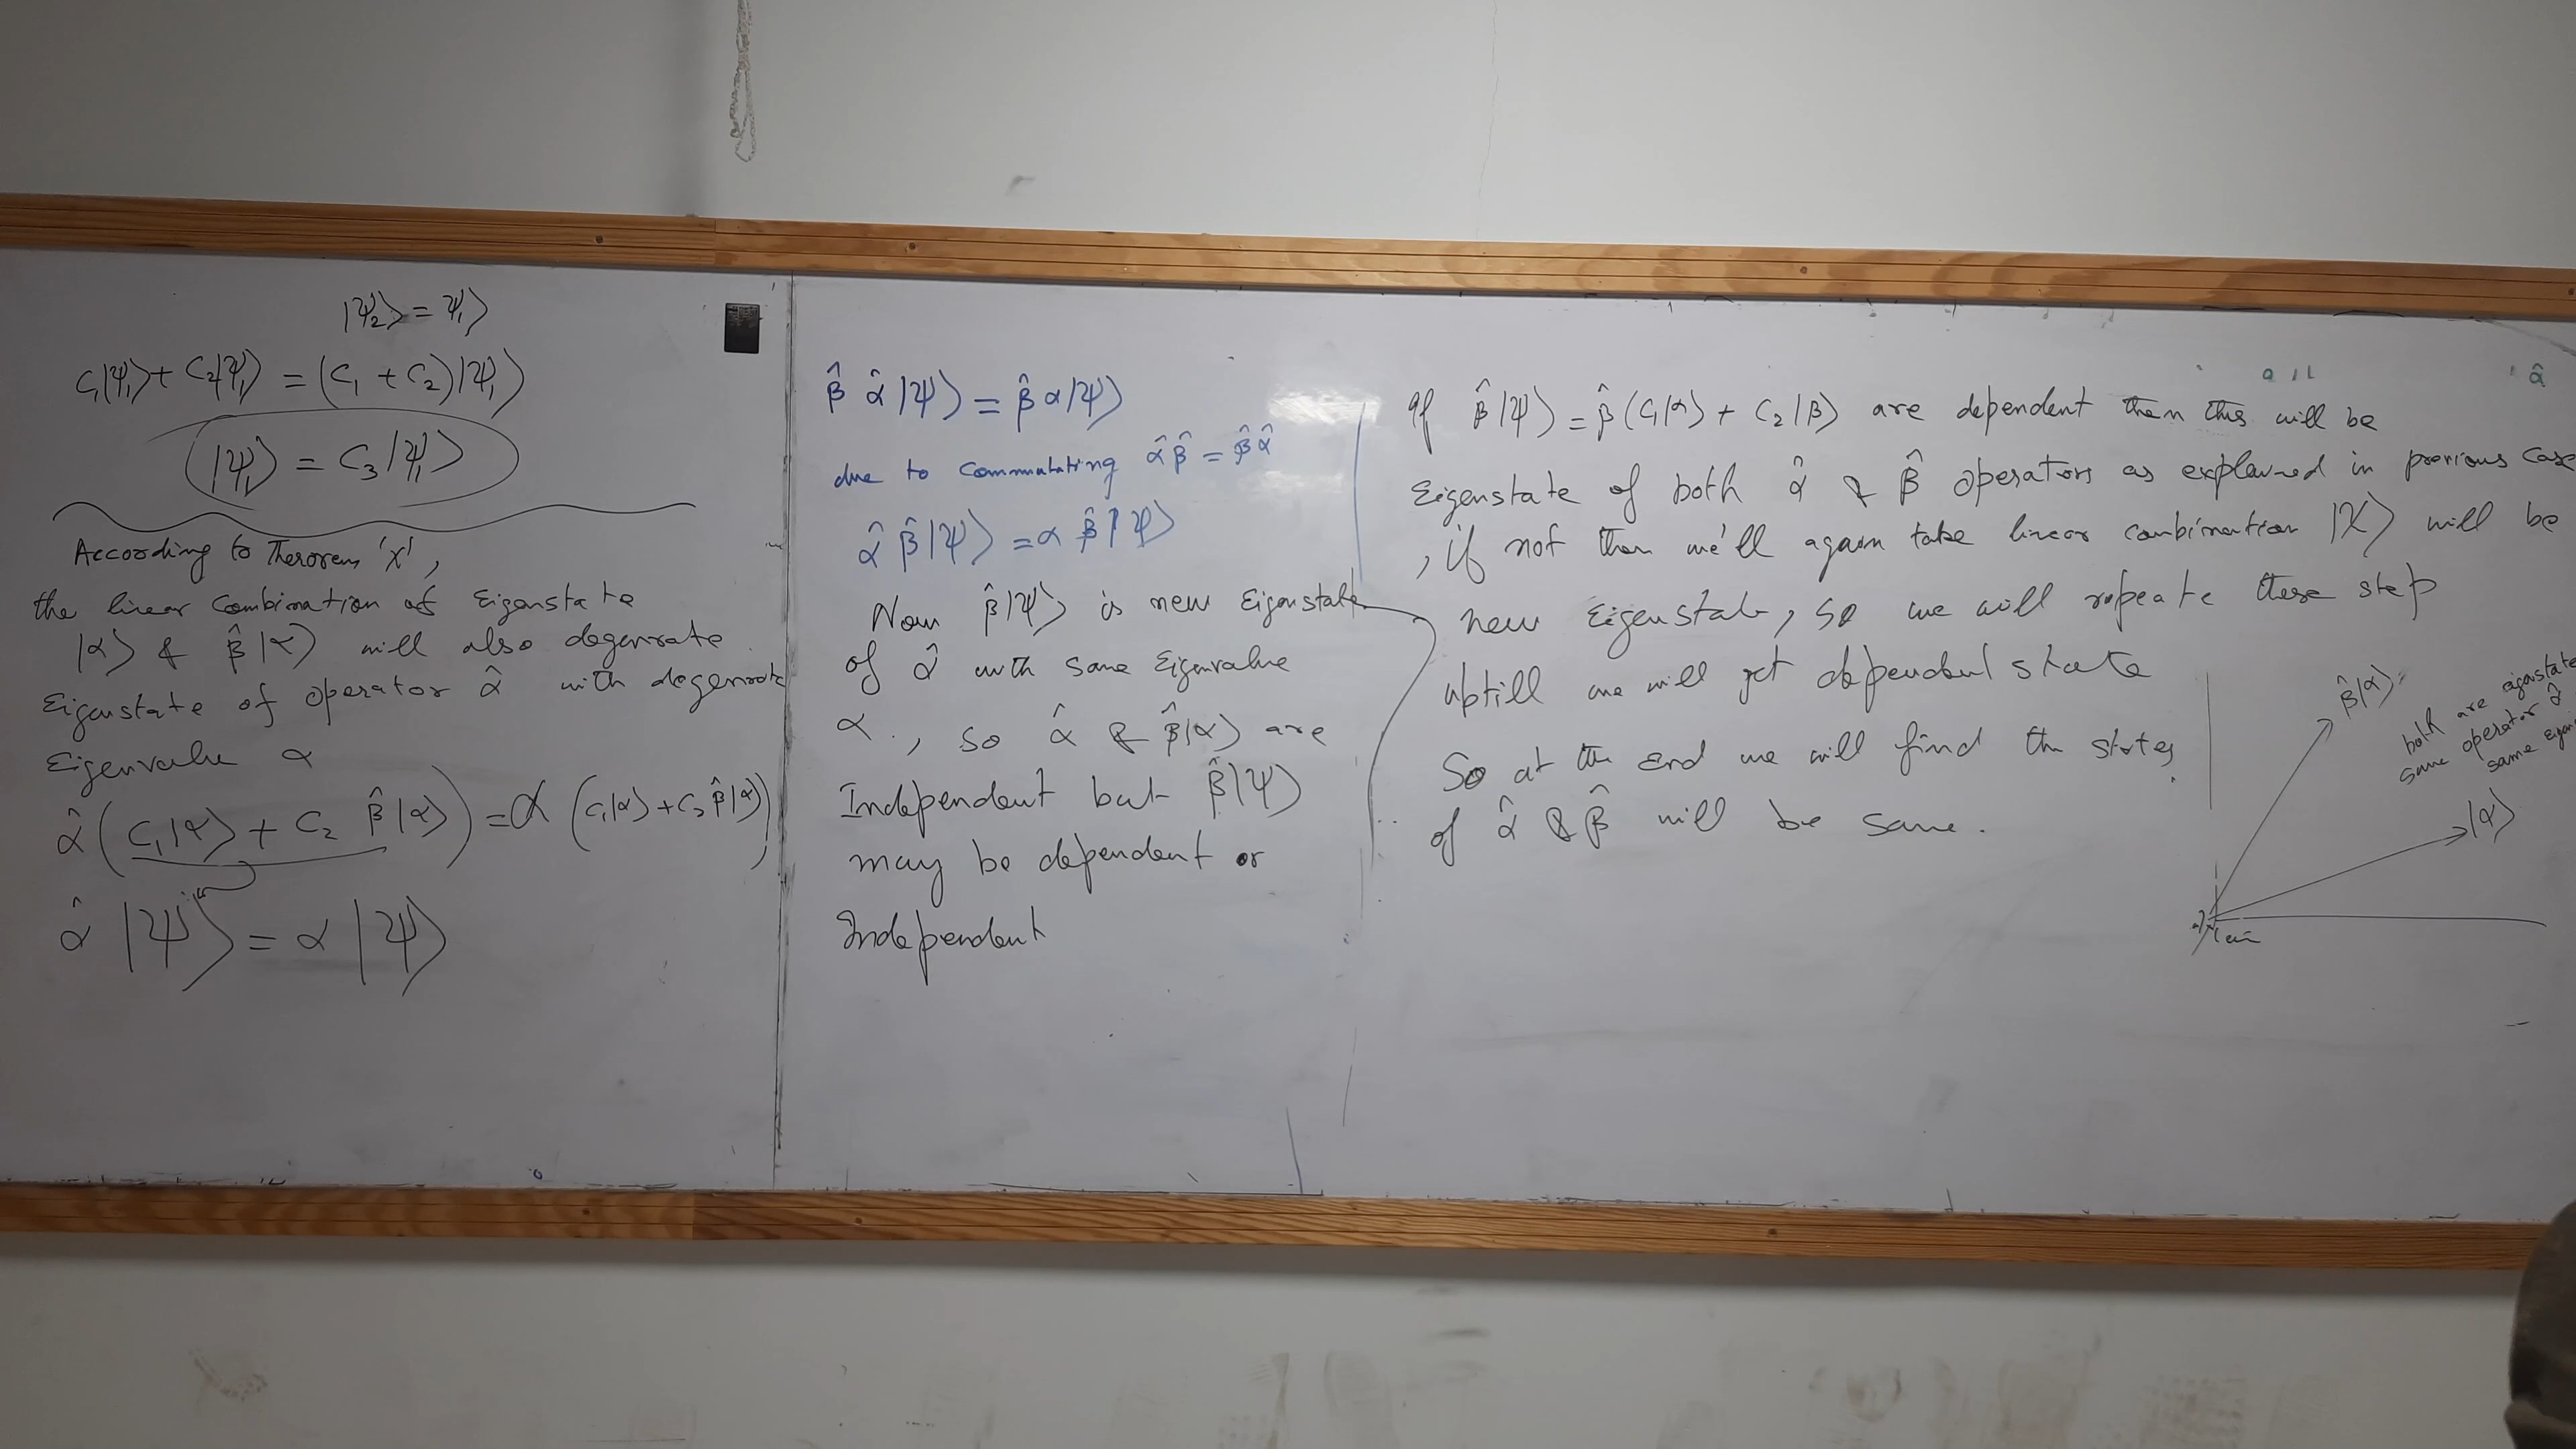 |ψ₂⟩ = ψ₁⟩
C₁|ψ₁⟩ + C₂|ψ₁⟩ = (C₁ + C₂)|ψ₁⟩
|ψ₁⟩ = C₃|ψ₁⟩
According to Therorem 'X',
the linear combination of Eigenstate
|α⟩ & β̂|α⟩ will also degenrate
Eigenstate of operator α̂ with degenrate
Eigenvalue α
α̂(C₁|α⟩ + C₂ β̂|α⟩) = α (C₁|α⟩ + C₂ β̂|α⟩)
α̂ |ψ⟩ = α |ψ⟩
β̂ α̂ |ψ⟩ = β̂ α|ψ⟩
due to Commutating α̂ β̂ = β̂ α̂
α̂ β̂|ψ⟩ = α β̂|ψ⟩
Now β̂|ψ⟩ is new Eigenstate
of α̂ with same Eigenvalue
α, so α̂ & β̂|α⟩ are
Independent but β̂|ψ⟩
may be dependent or
Independent
α̂
If β̂|ψ⟩ = β̂(C₁|α⟩ + C₂|β⟩ are dependent then this will be
Eigenstate of both α̂ & β̂ operators as explained in previous case
, if not then we'll again take linear combination |X⟩ will be
new Eigenstate, so we will repeate these step
uptill we will get dependent state
So at the end we will find the states
of α̂ & β̂ will be same.
β̂|α⟩
both are eigenstate
same operator α̂
same
|α⟩